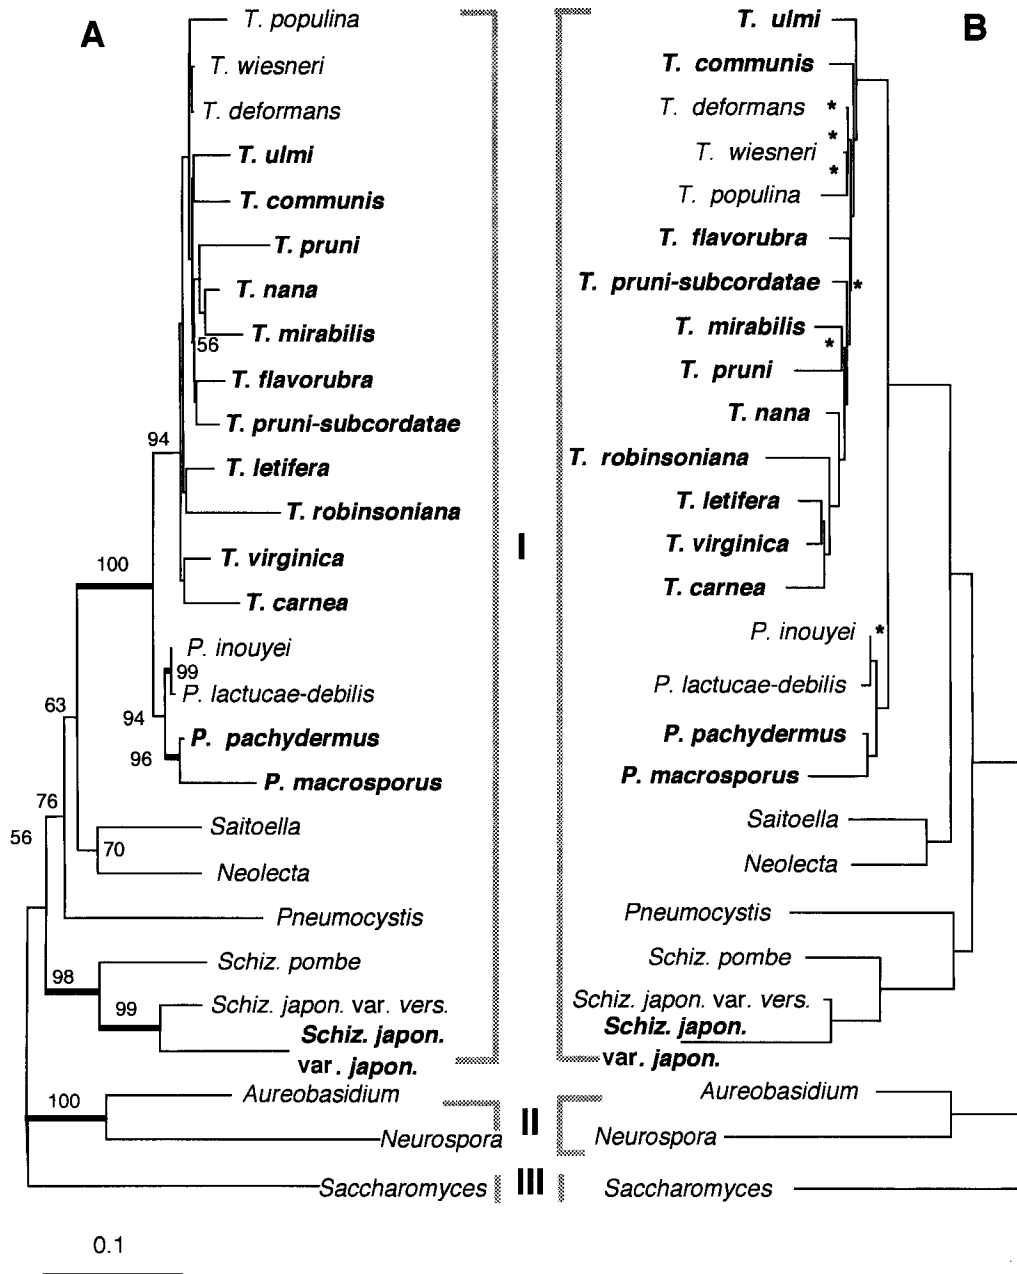 A
T. populina
T. wiesneri
T. deformans
T. ulmi
T. communis
T. pruni
T. nana
T. mirabilis
56
T. flavorubra
T. pruni-subcordatae
94
T. letifera
T. robinsoniana
T. virginica
100
T. carnea
P. inouyei
99
P. lactucae-debilis
63
94
P. pachydermus
96
P. macrosporus
76
56
Saitoella
70
Neolecta
Pneumocystis
Schiz. pombe
98
Schiz. japon. var. vers.
99
Schiz. japon.
var. japon.
Aureobasidium
100
Neurospora
Saccharomyces
0.1
I
II
III
B
T. ulmi
T. communis
T. deformans *
*
T. wiesneri
*
T. populina
T. flavorubra
T. pruni-subcordatae *
T. mirabilis
*
T. pruni
T. nana
T. robinsoniana
T. letifera
T. virginica
T. carnea
P. inouyei *
P. lactucae-debilis
P. pachydermus
P. macrosporus
Saitoella
Neolecta
Pneumocystis
Schiz. pombe
Schiz. japon. var. vers.
Schiz. japon.
var. japon.
Aureobasidium
Neurospora
Saccharomyces